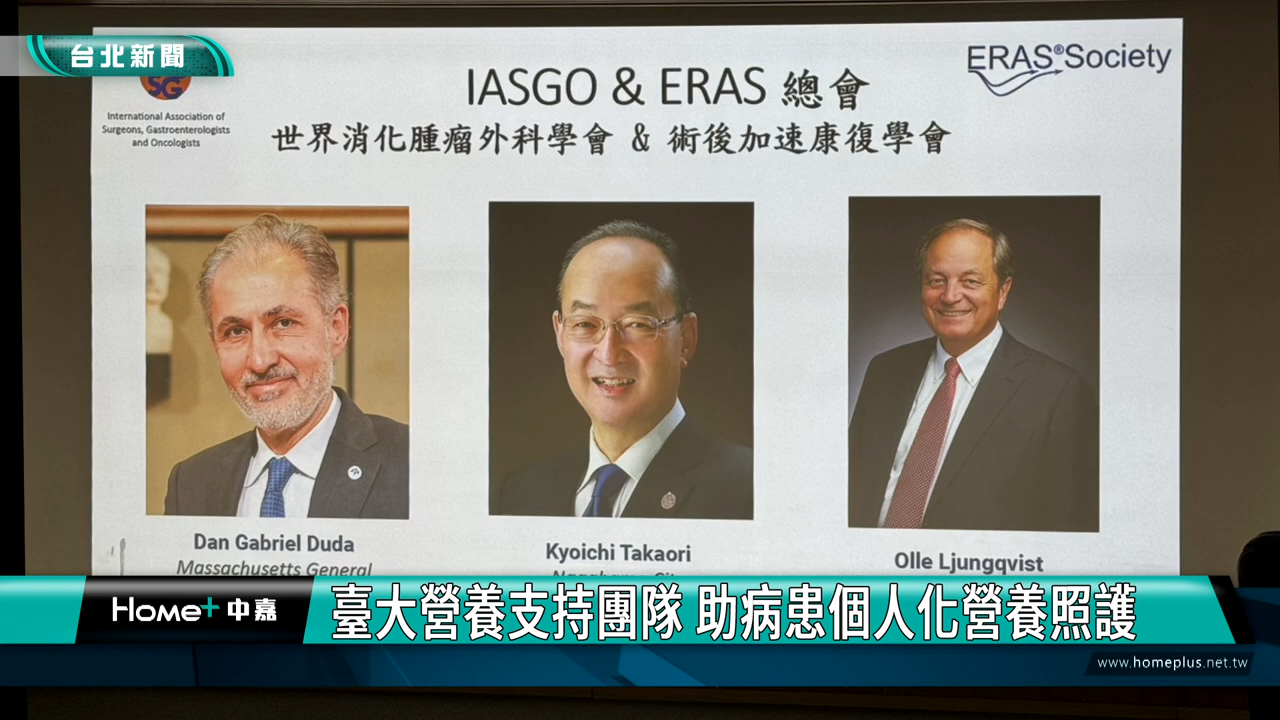 台北新聞
SG
International Association of
Surgeons, Gastroenterologists
and Oncologists
IASGO & ERAS 總會
ERAS®Society
世界消化腫瘤外科學會 & 術後加速康復學會
Dan Gabriel Duda
Massachusetts General
Kyoichi Takaori
Olle Ljungqvist
Home+ 中嘉
臺大營養支持團隊 助病患個人化營養照護
www.homeplus.net.tw